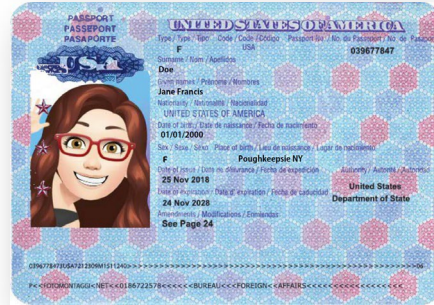 PASSPORT
PASSEPORT
PASAPORTE
UNITED STATES OF AMERICA
USA
Type / Type / Tipo Code / Code / Código Passport No / No. du Passeport / No. de
F USA 039677847
Surname / Nom / Apellidos
Doe
Given names / Prénoms / Nombres
Jane Francis
Nationality / Nationalité / Nacionalidad
UNITED STATES OF AMERICA
Date of birth / Date de naissance / Fecha de nacimiento
01/01/2000
Sex / Sexe / Sexo Place of birth / Lieu de naissance / Lugar de nacimiento
F Poughkeepsie NY
Date of issue / Date de délivrance / Fecha de expedición Authority / Autorité / Autoridad
25 Nov 2018 United States
Date of expiration / Date d' expiration / Fecha de caducidad Department of State
24 Nov 2028
Amendments / Modifications / Enmiendas
See Page 24